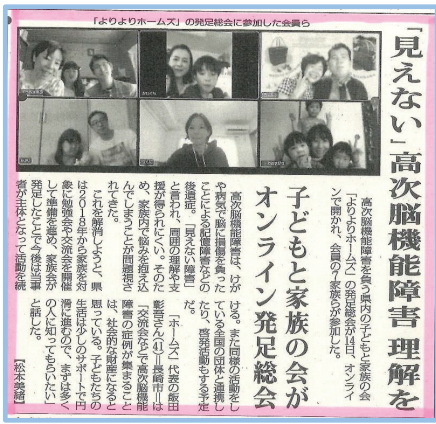 「よりよりホームズ」の発足総会に参加した会員ら
「見えない」高次脳機能障害 理解を
子どもと家族の会が
オンライン発足総会
高次脳機能障害を負う県内の子どもと家族の会
「よりよりホームズ」の発足総会が14日、オンライ
ンで開かれ、会員の7家族らが参加した。
高次脳機能障害は、けが
や病気で脳に損傷を負った
ことによる記憶障害などの
後遺症。「見えない障害」
と言われ、周囲の理解や支
援が得られにくい。そのた
め、家族内で悩みを抱え込
んでしまうことが問題視さ
れてきた。
これを解消しようと、県
は2018年から家族を対
象に勉強会や交流会を開催
して準備を進め、家族会が
発足したことで今後は当事
者が主体となって活動を続
ける。また同様の活動をし
ている全国の団体と連携し
たり、啓発活動もする予定
だ。
「ホームズ」代表の飯田
彰吾さん(41)=長崎市=は
「交流会などで高次脳機能
障害の症例が集まること
は、社会的な財産になると
思っている。子どもたちの
生活は少しのサポートで円
滑に進むので、まずは多く
の人に知ってもらいたい」
と話した。
【松本美緒】